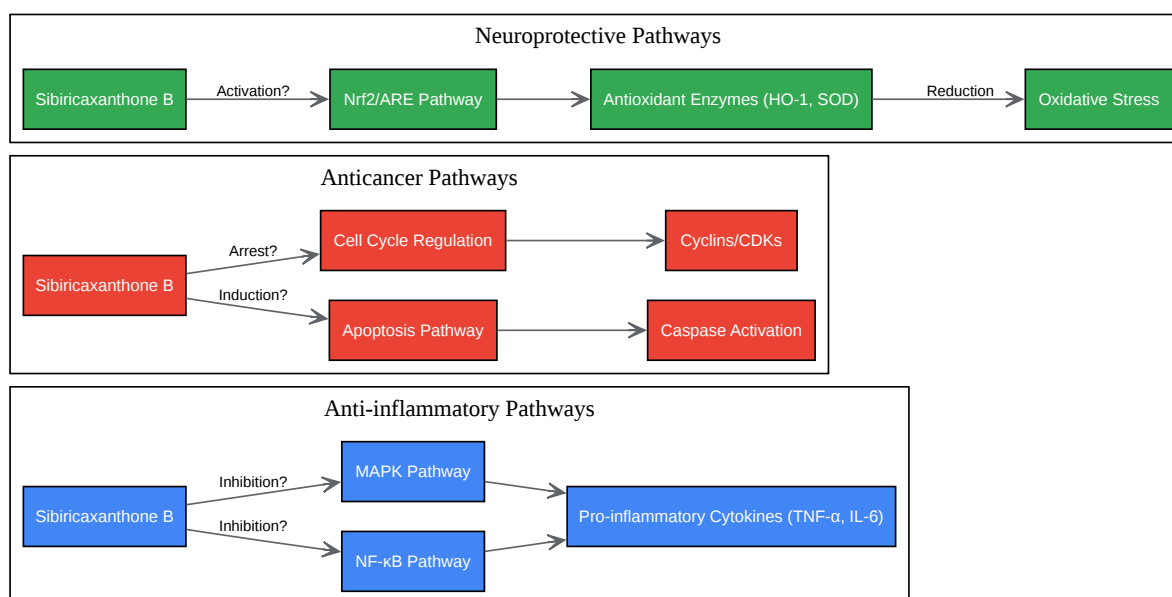 Neuroprotective Pathways
Sibiricaxanthone B
Activation?
Nrf2/ARE Pathway
Antioxidant Enzymes (HO-1, SOD)
Reduction
Oxidative Stress
Anticancer Pathways
Sibiricaxanthone B
Arrest?
Cell Cycle Regulation
Cyclins/CDKs
Induction?
Apoptosis Pathway
Caspase Activation
Anti-inflammatory Pathways
Sibiricaxanthone B
Inhibition?
MAPK Pathway
Inhibition?
NF-κB Pathway
Pro-inflammatory Cytokines (TNF-α, IL-6)